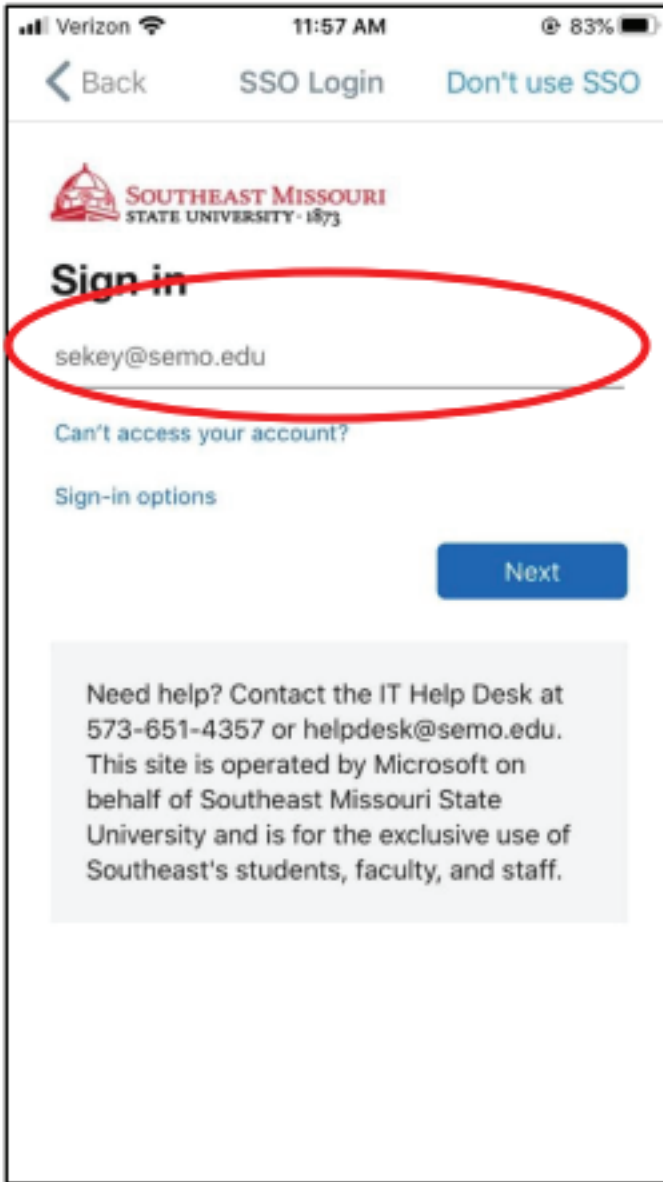 Verizon 11:57 AM 83%
Back SSO Login Don't use SSO
SOUTHEAST MISSOURI
STATE UNIVERSITY · 1873
Sign in
sekey@semo.edu
Can't access your account?
Sign-in options
Next
Need help? Contact the IT Help Desk at
573-651-4357 or helpdesk@semo.edu.
This site is operated by Microsoft on
behalf of Southeast Missouri State
University and is for the exclusive use of
Southeast's students, faculty, and staff.